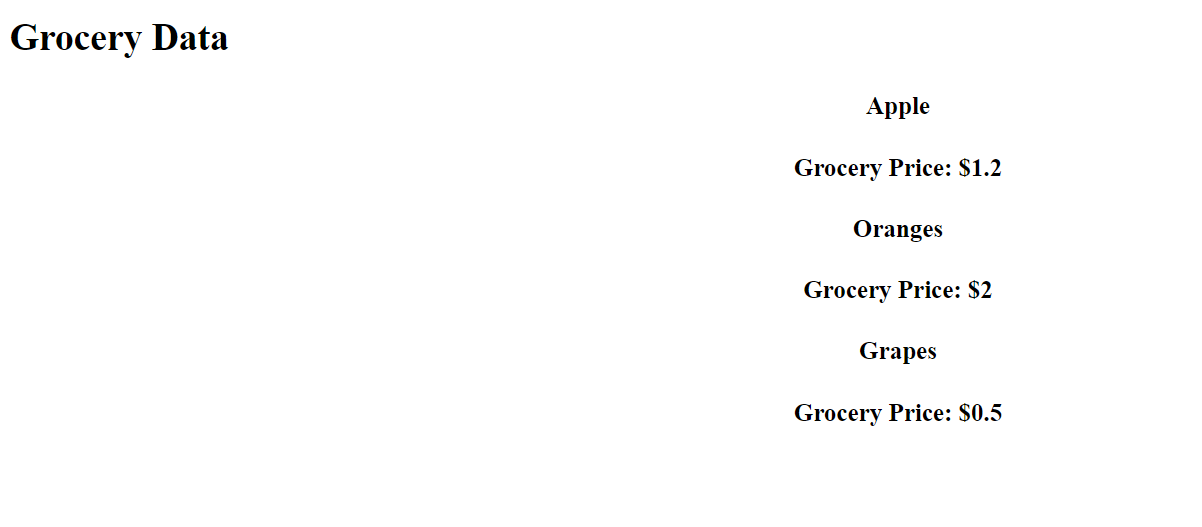 Grocery Data
Apple
Grocery Price: $1.2
Oranges
Grocery Price: $2
Grapes
Grocery Price: $0.5